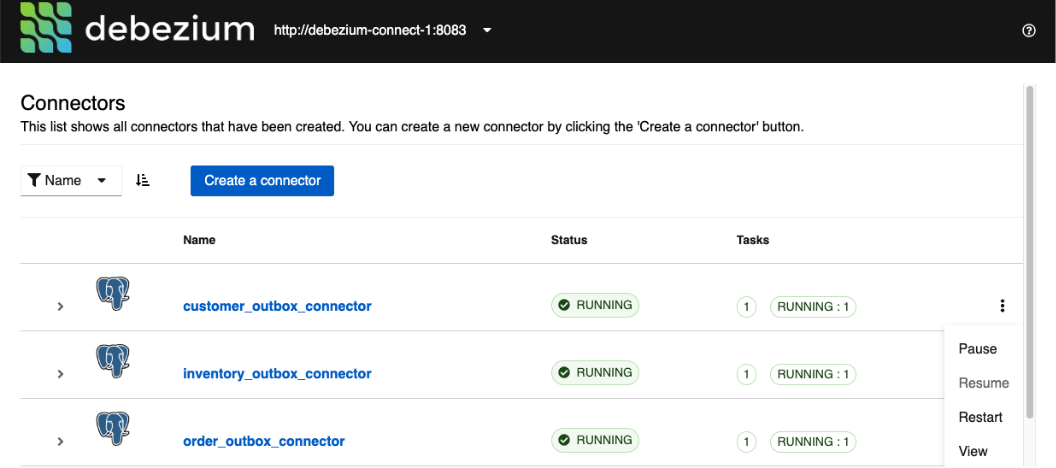 debezium http://debezium-connect-1:8083
Connectors
This list shows all connectors that have been created. You can create a new connector by clicking the 'Create a connector' button.
Name Create a connector
Name Status Tasks
customer_outbox_connector RUNNING 1 RUNNING : 1
Pause
inventory_outbox_connector RUNNING 1 RUNNING : 1
Resume
Restart
order_outbox_connector RUNNING 1 RUNNING : 1
View